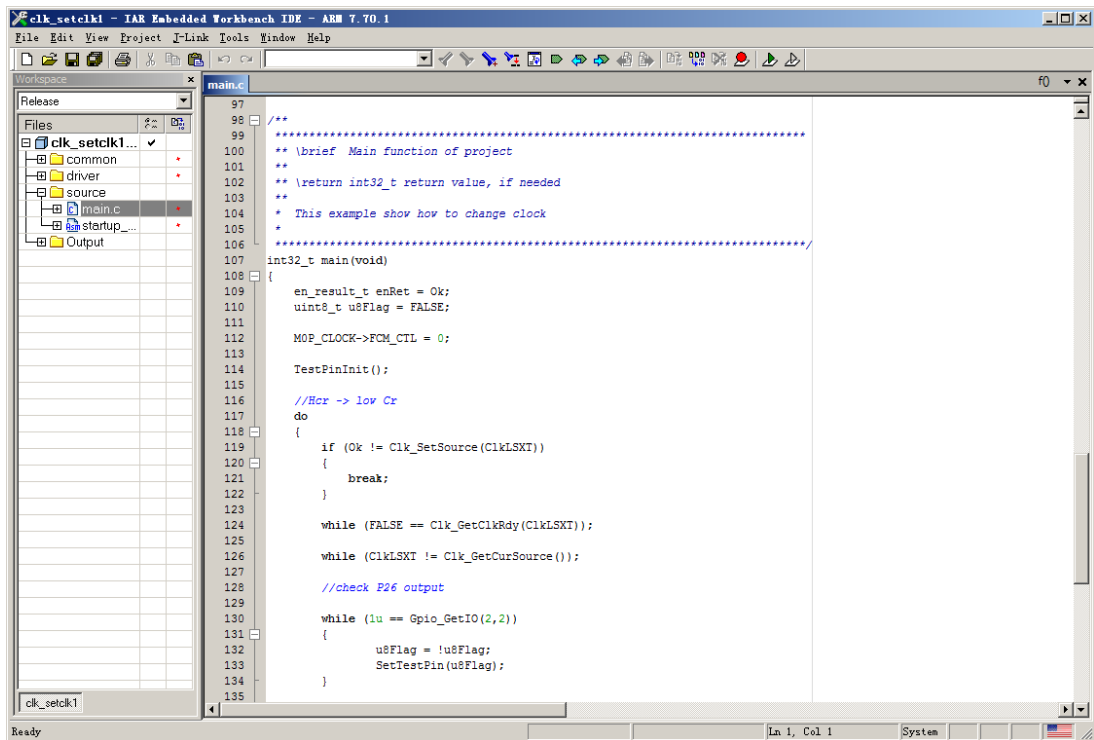 clk_setclk1 - IAR Embedded Workbench IDE - ARM 7.70.1
File Edit View Project J-Link Tools Window Help
Workspace
Release
Files
clk_setclk1...
common
driver
source
main.c
startup_...
Output
clk_setclk1
main.c
f()
97
98 /**
99 ******************************************************************************
100 ** \brief  Main function of project
101 **
102 ** \return int32_t return value, if needed
103 **
104 *  This example show how to change clock
105 *
106 ******************************************************************************/
107 int32_t main(void)
108 {
109     en_result_t enRet = Ok;
110     uint8_t u8Flag = FALSE;
111
112     M0P_CLOCK->FCM_CTL = 0;
113
114     TestPinInit();
115
116     //Hcr -> low Cr
117     do
118     {
119         if (Ok != Clk_SetSource(ClkLSXT))
120         {
121             break;
122         }
123
124         while (FALSE == Clk_GetClkRdy(ClkLSXT));
125
126         while (ClkLSXT != Clk_GetCurSource());
127
128         //check P26 output
129
130         while (1u == Gpio_GetIO(2,2))
131         {
132                 u8Flag = !u8Flag;
133                 SetTestPin(u8Flag);
134         }
135
Ready
Ln 1, Col 1
System